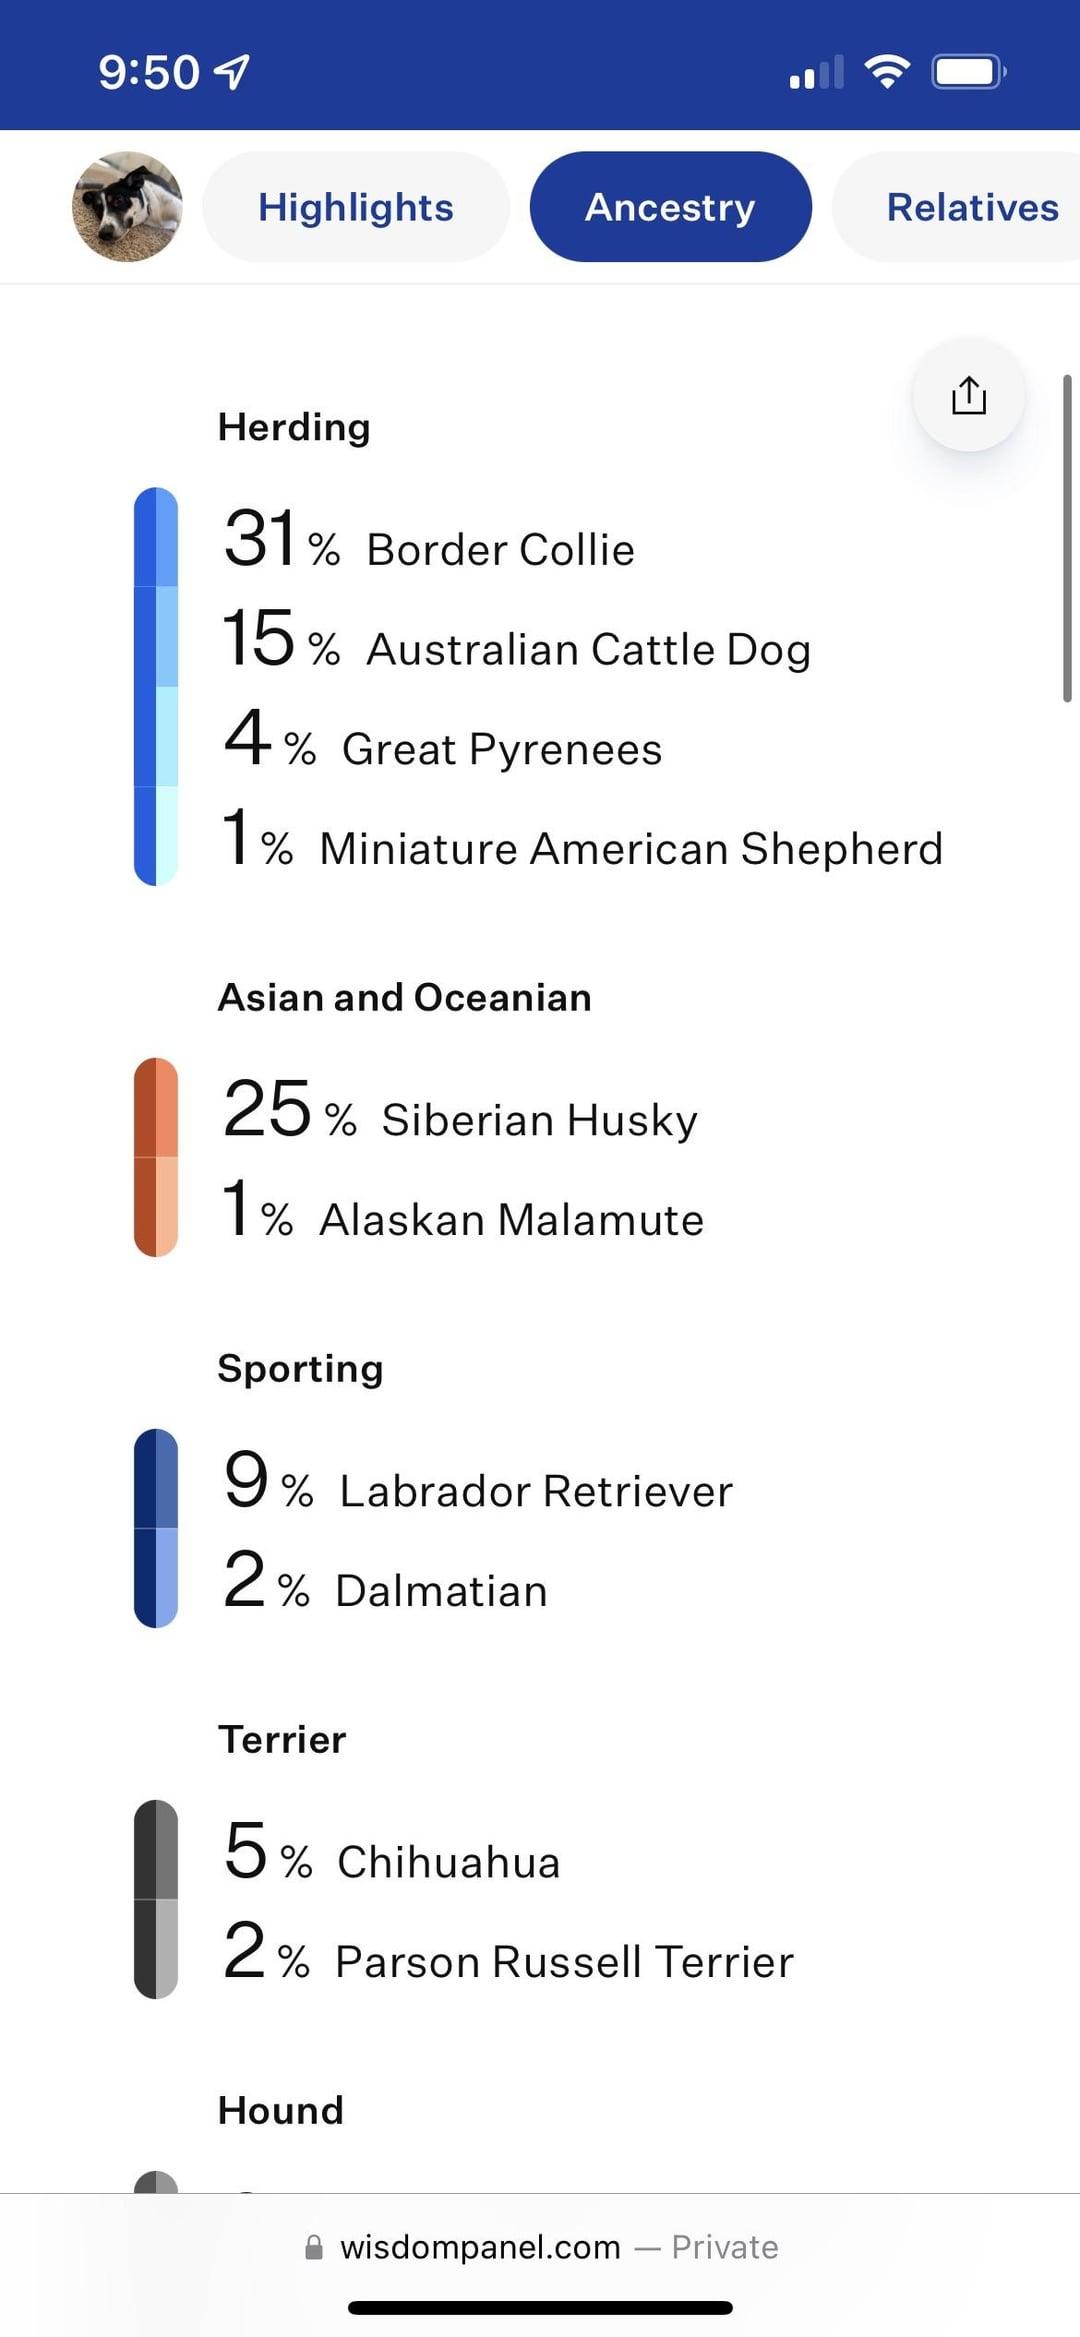 9:50
Highlights
Ancestry
Relatives
Herding
31% Border Collie
15% Australian Cattle Dog
4% Great Pyrenees
1% Miniature American Shepherd
Asian and Oceanian
25% Siberian Husky
1% Alaskan Malamute
Sporting
9% Labrador Retriever
2% Dalmatian
Terrier
5% Chihuahua
2% Parson Russell Terrier
Hound
wisdompanel.com — Private